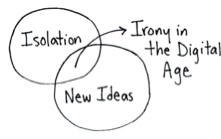 Isolation
New Ideas
Irony in
the Digital
Age